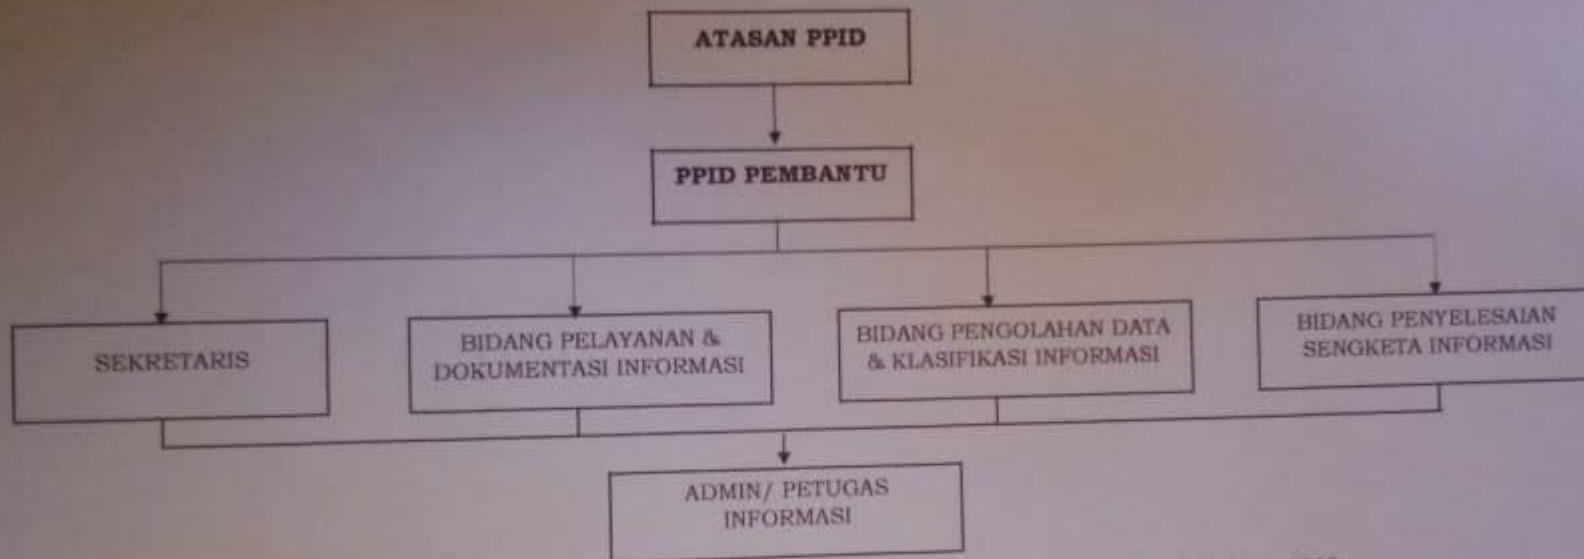 ATASAN PPID
PPID PEMBANTU
SEKRETARIS
BIDANG PELAYANAN &
DOKUMENTASI INFORMASI
BIDANG PENGOLAHAN DATA
& KLASIFIKASI INFORMASI
BIDANG PENYELESAIAN
SENGKETA INFORMASI
ADMIN/ PETUGAS
INFORMASI